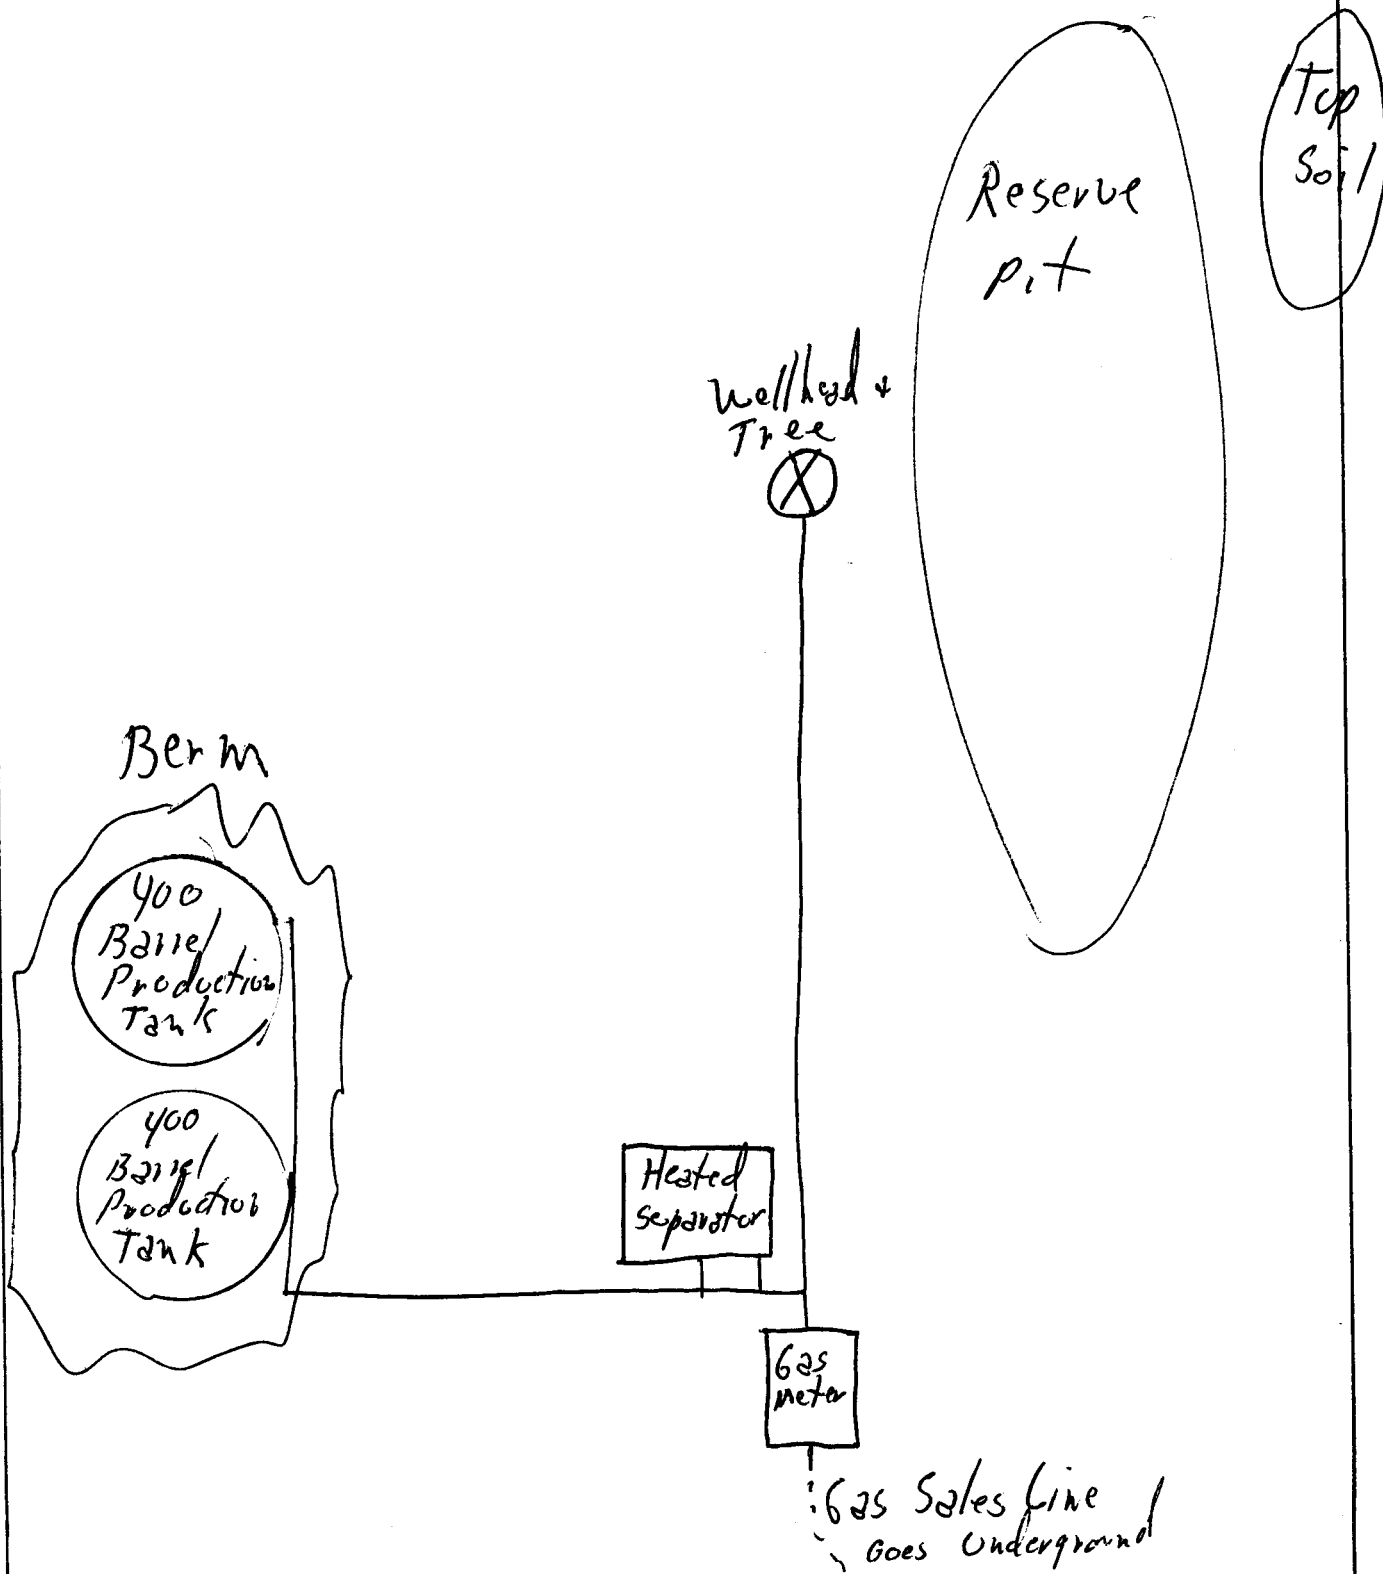 Top
Soil
Reserve
Pit
Wellhead +
Tree
Berm
400
Barrel
Production
Tank
400
Barrel
Production
Tank
Heated
Separator
Gas
Meter
Gas Sales Line
Goes Underground